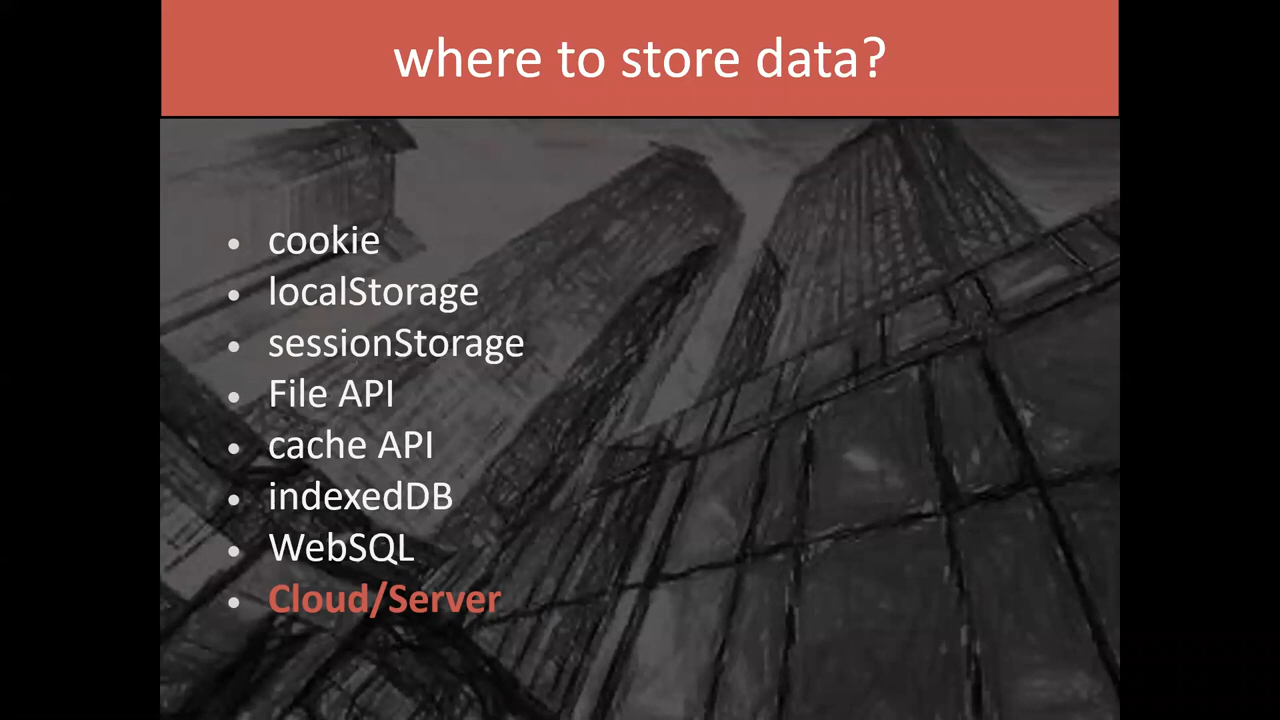 where to store data?
cookie
localStorage
sessionStorage
File API
cache API
indexedDB
WebSQL
Cloud/Server